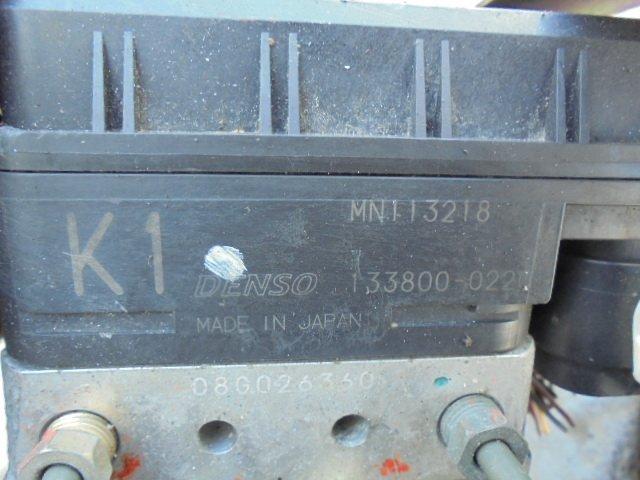 K1
MN113218
DENSO
133800-022
MADE IN JAPAN
08G026360